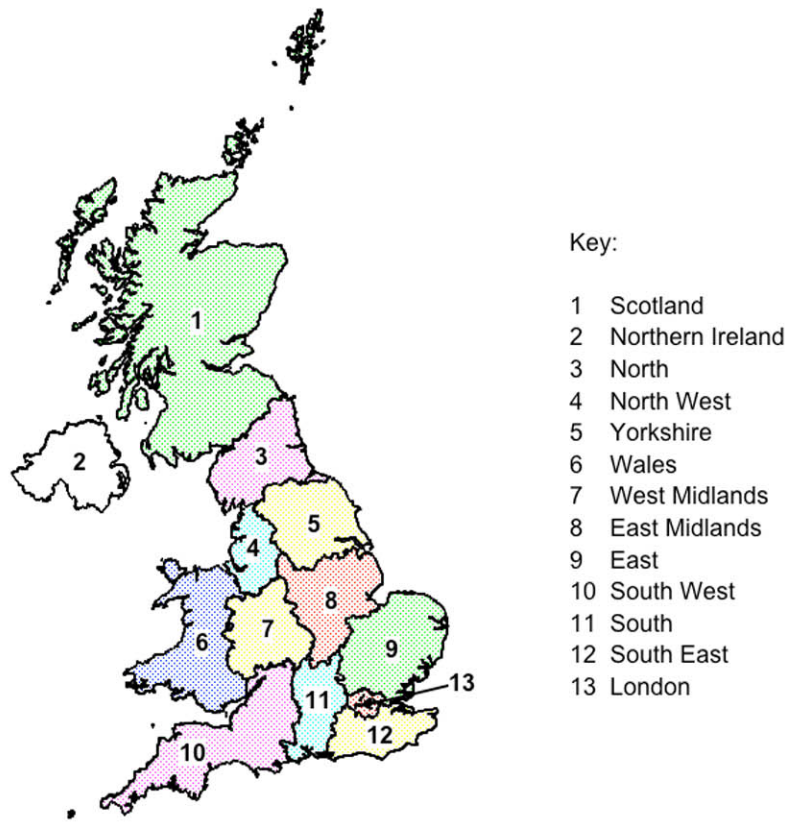 1
2
3
4
5
6
7
8
9
10
11
12
13
Key:
1 Scotland
2 Northern Ireland
3 North
4 North West
5 Yorkshire
6 Wales
7 West Midlands
8 East Midlands
9 East
10 South West
11 South
12 South East
13 London